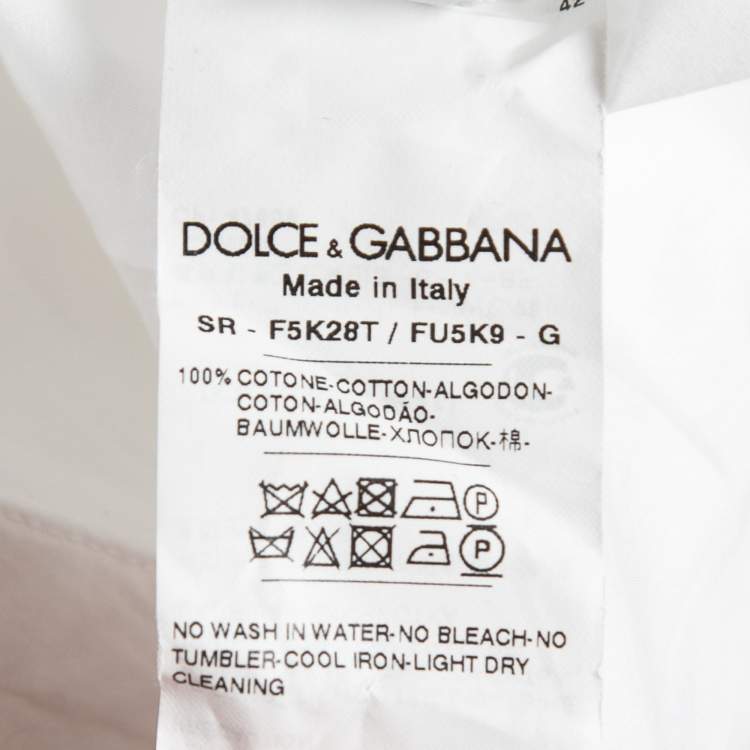 42
DOLCE & GABBANA
Made in Italy
SR - F5K28T / FU5K9 - G
100% COTONE-COTTON-ALGODON-
COTON-ALGODÃO-
BAUMWOLLE-ХЛОПОК-棉-
P
P
NO WASH IN WATER-NO BLEACH-NO
TUMBLER-COOL IRON-LIGHT DRY
CLEANING